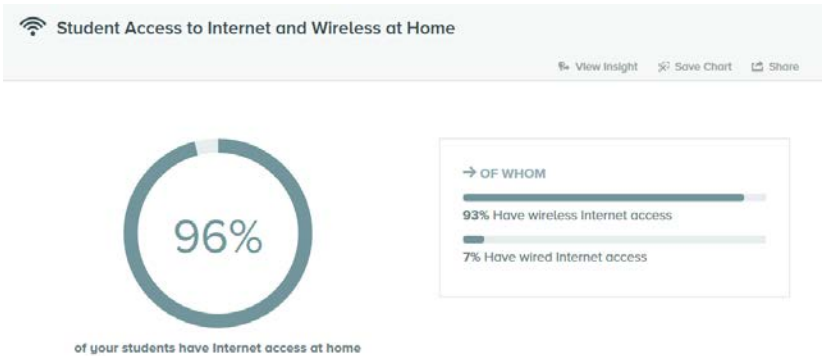 Student Access to Internet and Wireless at Home
View Insight Save Chart Share
96%
of your students have Internet access at home
→ OF WHOM
93% Have wireless Internet access
7% Have wired Internet access